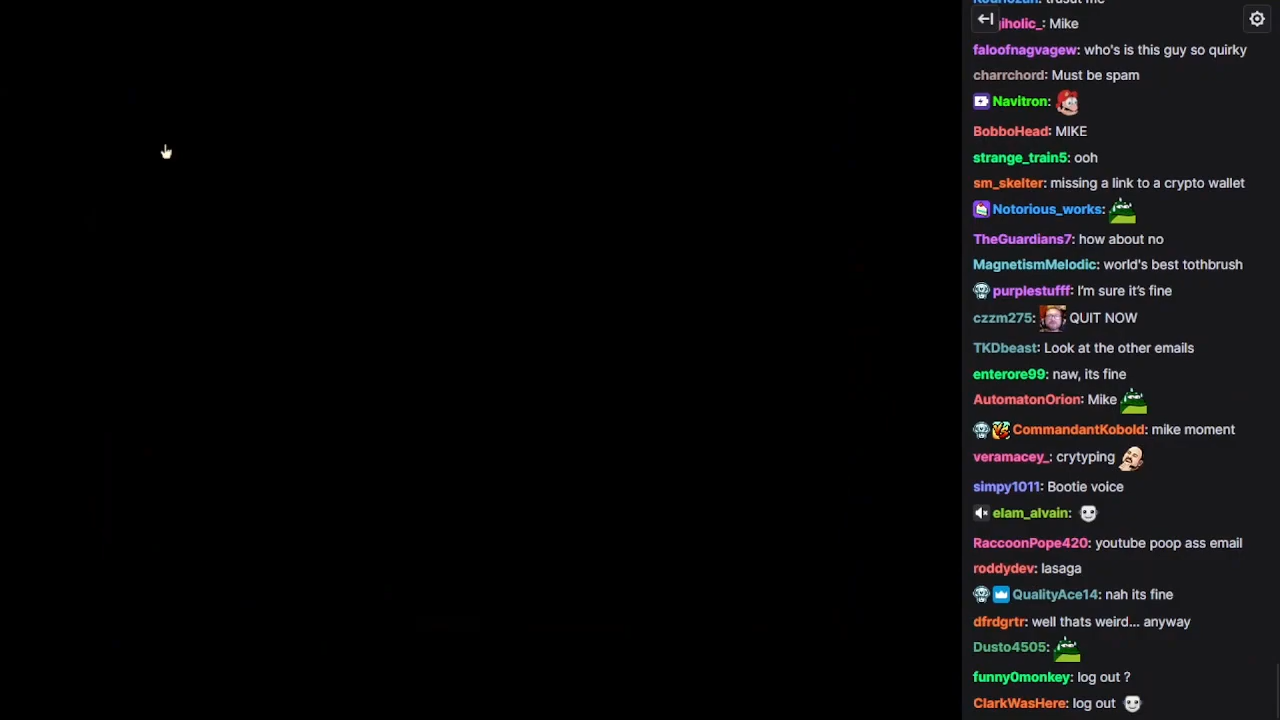 iholic_: Mike
faloofnagvagew: who's is this guy so quirky
charrchord: Must be spam
Navitron:
BobboHead: MIKE
strange_train5: ooh
sm_skelter: missing a link to a crypto wallet
Notorious_works:
TheGuardians7: how about no
MagnetismMelodic: world's best tothbrush
purplestufff: I'm sure it's fine
czzm275: QUIT NOW
TKDbeast: Look at the other emails
enterore99: naw, its fine
AutomatonOrion: Mike
CommandantKobold: mike moment
veramacey_: crytyping
simpy1011: Bootie voice
elam_alvain:
RaccoonPope420: youtube poop ass email
roddydev: lasaga
QualityAce14: nah its fine
dfrdgrtr: well thats weird... anyway
Dusto4505:
funny0monkey: log out ?
ClarkWasHere: log out